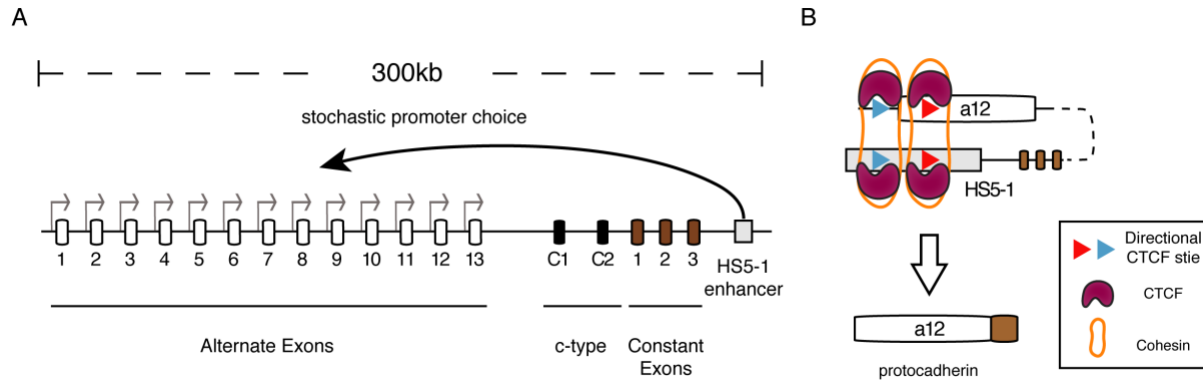 A
300kb
stochastic promoter choice
1 2 3 4 5 6 7 8 9 10 11 12 13 C1 C2 1 2 3
HS5-1
enhancer
Alternate Exons
c-type
Constant
Exons
B
a12
HS5-1
a12
protocadherin
Directional
CTCF stie
CTCF
Cohesin